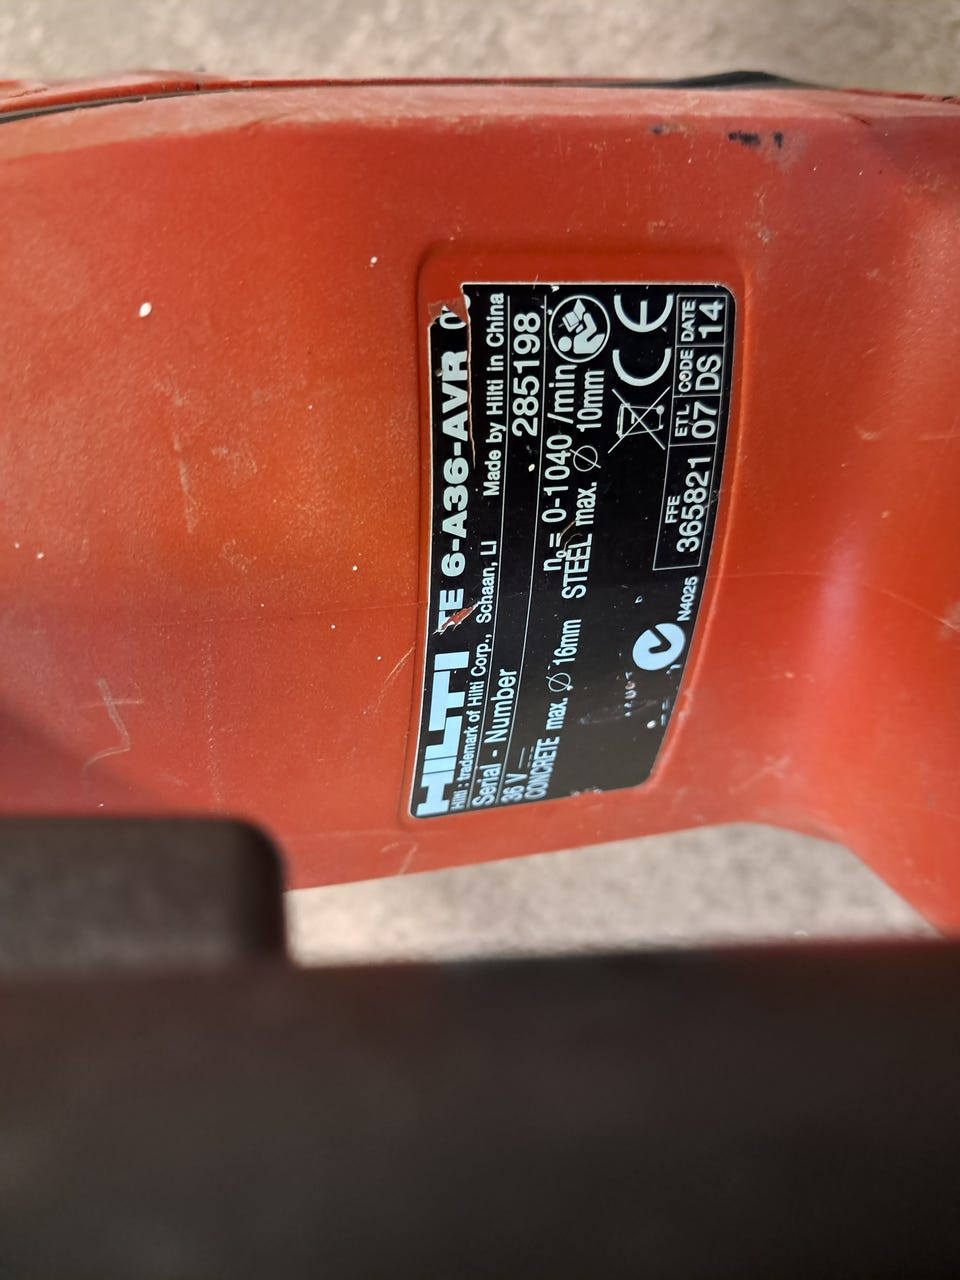 HILTI TE 6-A36-AVR
Hilti : trademark of Hilti Corp., Schaan, LI Made by Hilti in China
Serial - Number 285198
36 V n₀= 0-1040 /min
CONCRETE max. ∅ 16mm STEEL max. ∅ 10mm
CE
N4025
FFE ETL CODE DATE
365821 07 DS 14